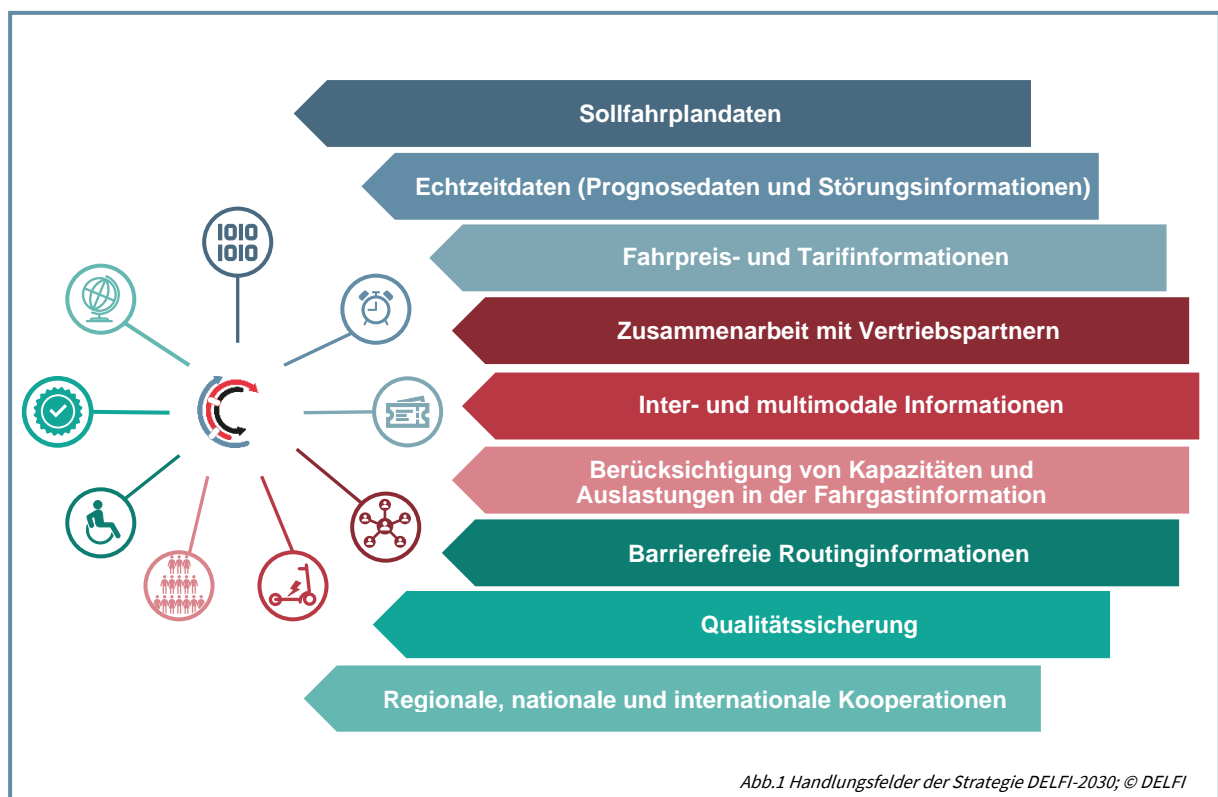 Sollfahrplandaten
Echtzeitdaten (Prognosedaten und Störungsinformationen)
Fahrpreis- und Tarifinformationen
Zusammenarbeit mit Vertriebspartnern
Inter- und multimodale Informationen
Berücksichtigung von Kapazitäten und
Auslastungen in der Fahrgastinformation
Barrierefreie Routinginformationen
Qualitätssicherung
Regionale, nationale und internationale Kooperationen
1010
1010
Abb.1 Handlungsfelder der Strategie DELFI-2030; © DELFI